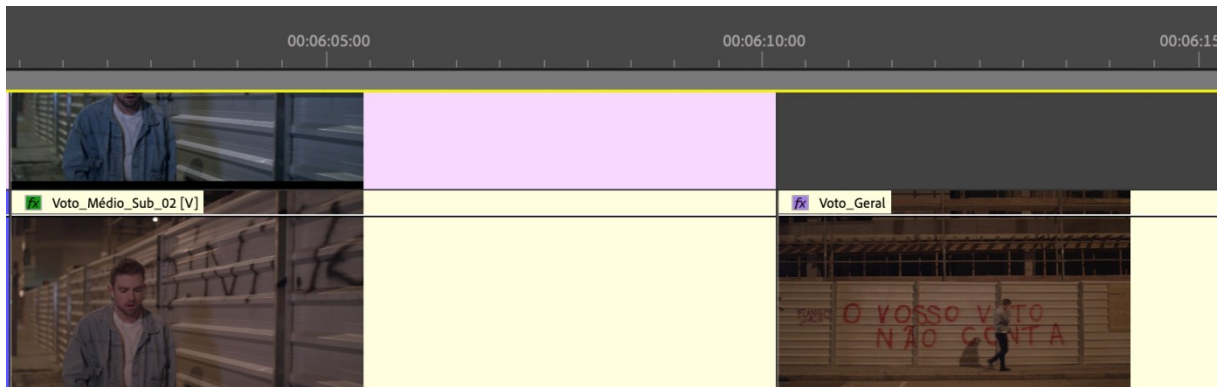 00:06:05:00
00:06:10:00
00:06:15
fx Voto_Médio_Sub_02 [V]
fx Voto_Geral
O VOSSO VOTO
NÃO CONTA